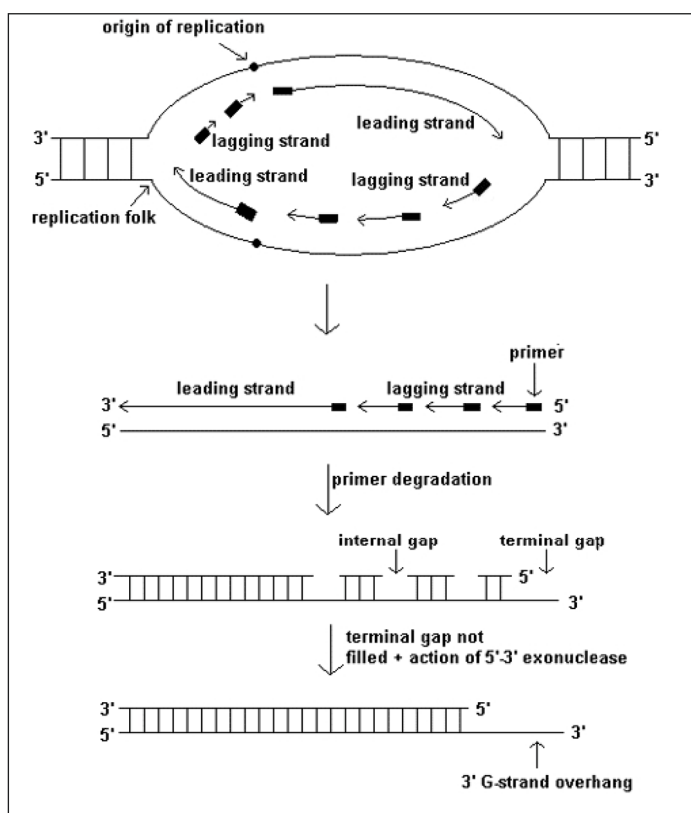 origin of replication
leading strand
3'
5'
lagging strand
leading strand
lagging strand
5'
3'
replication folk
primer
leading strand
lagging strand
3'
5'
5'
3'
primer degradation
internal gap
terminal gap
3'
5'
5'
3'
terminal gap not
filled + action of 5'-3' exonuclease
3'
5'
5'
3'
3' G-strand overhang